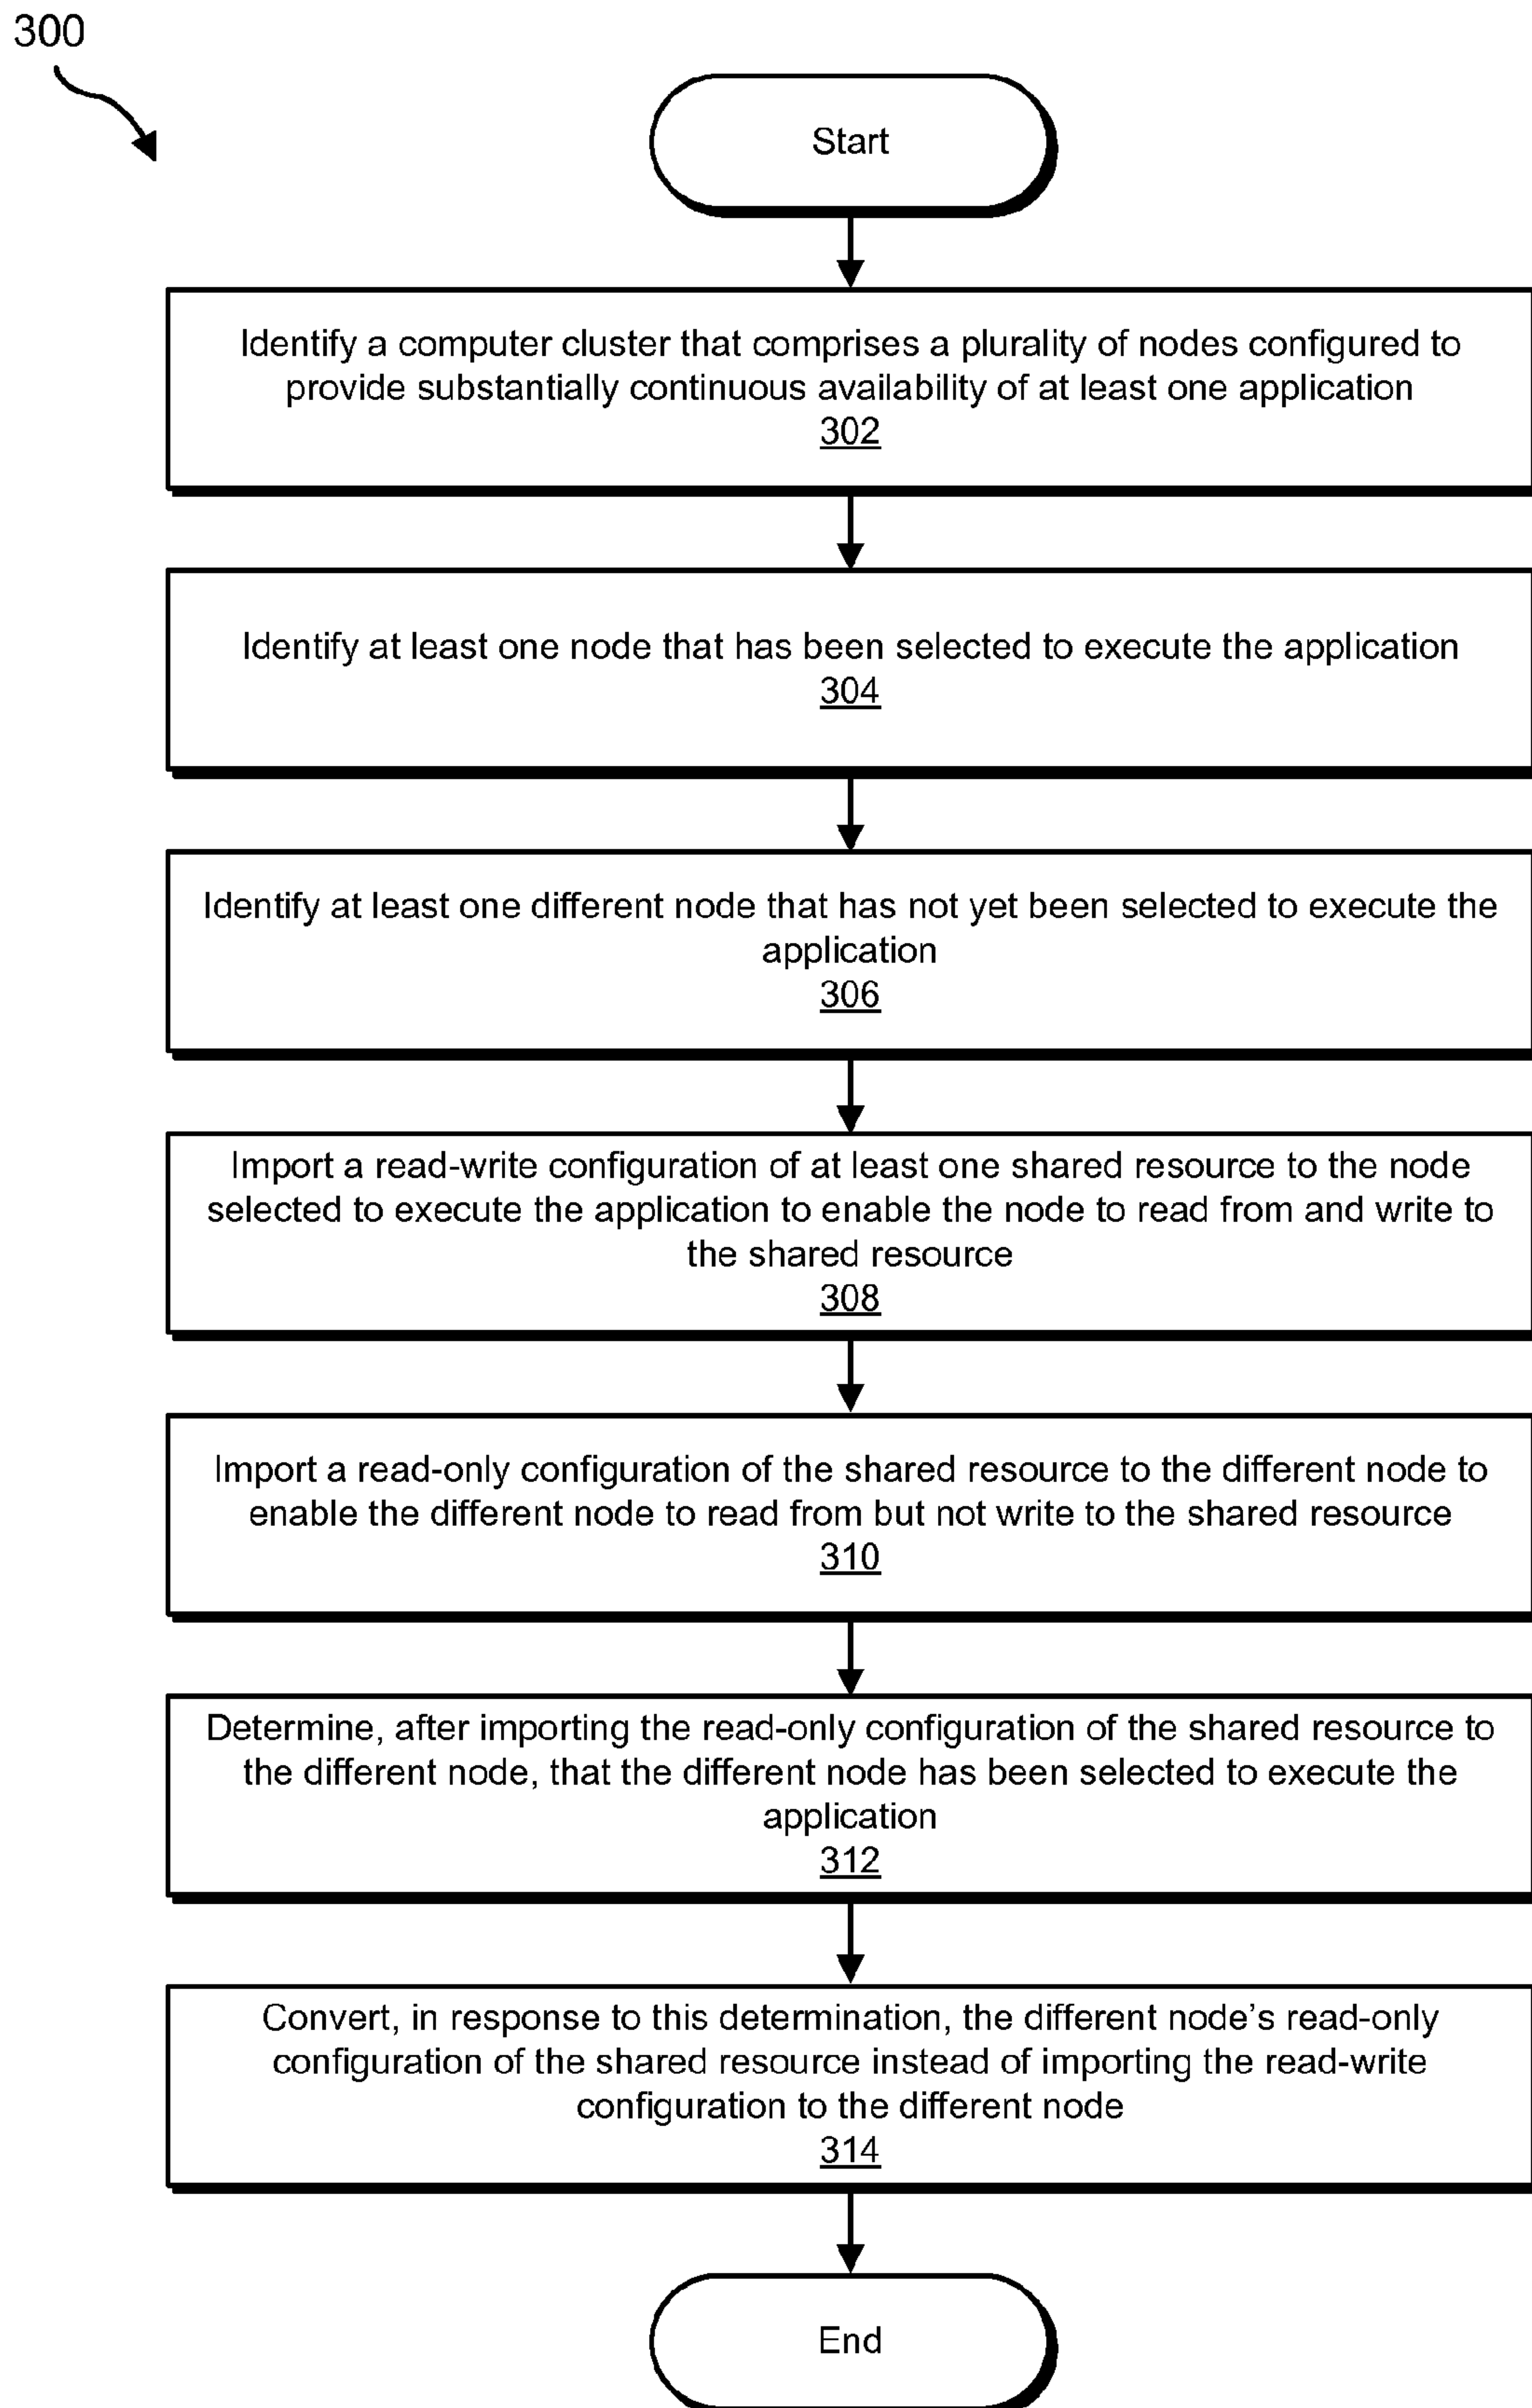 300
Start
Identify a computer cluster that comprises a plurality of nodes configured to
provide substantially continuous availability of at least one application
302
Identify at least one node that has been selected to execute the application
304
Identify at least one different node that has not yet been selected to execute the
application
306
Import a read-write configuration of at least one shared resource to the node
selected to execute the application to enable the node to read from and write to
the shared resource
308
Import a read-only configuration of the shared resource to the different node to
enable the different node to read from but not write to the shared resource
310
Determine, after importing the read-only configuration of the shared resource to
the different node, that the different node has been selected to execute the
application
312
Convert, in response to this determination, the different node's read-only
configuration of the shared resource instead of importing the read-write
configuration to the different node
314
End